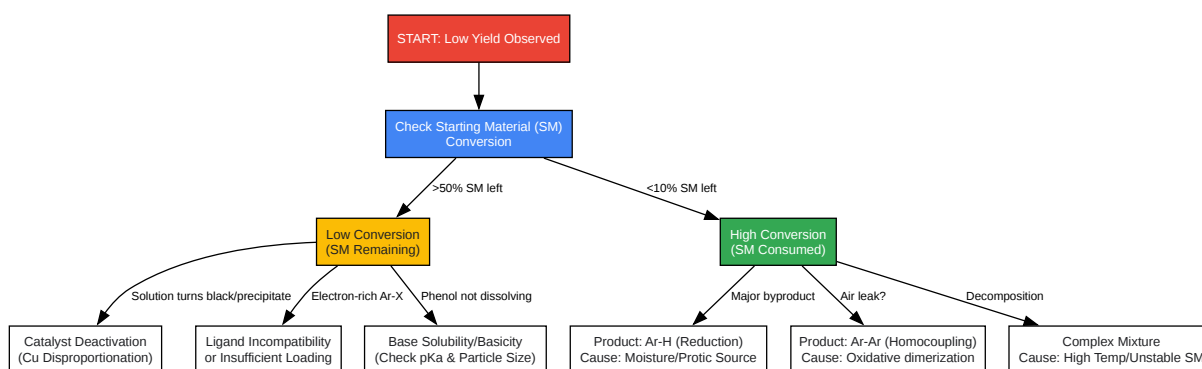 START: Low Yield Observed
Check Starting Material (SM)
Conversion
>50% SM left
<10% SM left
Low Conversion
(SM Remaining)
High Conversion
(SM Consumed)
Solution turns black/precipitate
Electron-rich Ar-X
Phenol not dissolving
Major byproduct
Air leak?
Decomposition
Catalyst Deactivation
(Cu Disproportionation)
Ligand Incompatibility
or Insufficient Loading
Base Solubility/Basicity
(Check pKa & Particle Size)
Product: Ar-H (Reduction)
Cause: Moisture/Protic Source
Product: Ar-Ar (Homocoupling)
Cause: Oxidative dimerization
Complex Mixture
Cause: High Temp/Unstable SM